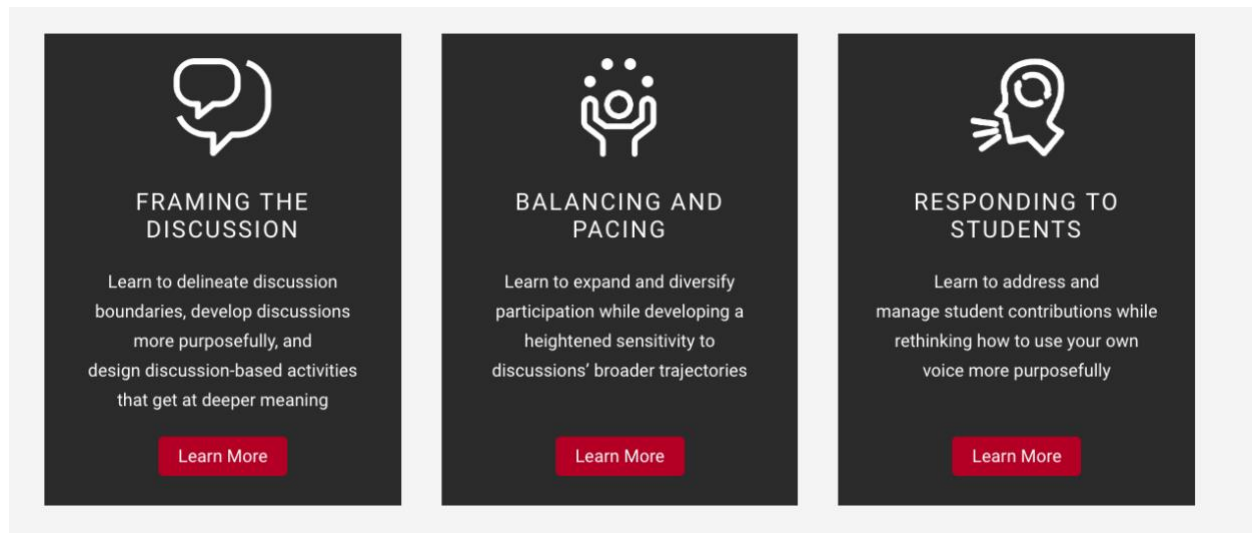 FRAMING THE
DISCUSSION
Learn to delineate discussion
boundaries, develop discussions
more purposefully, and
design discussion-based activities
that get at deeper meaning
Learn More
BALANCING AND
PACING
Learn to expand and diversify
participation while developing a
heightened sensitivity to
discussions’ broader trajectories
Learn More
RESPONDING TO
STUDENTS
Learn to address and
manage student contributions while
rethinking how to use your own
voice more purposefully
Learn More